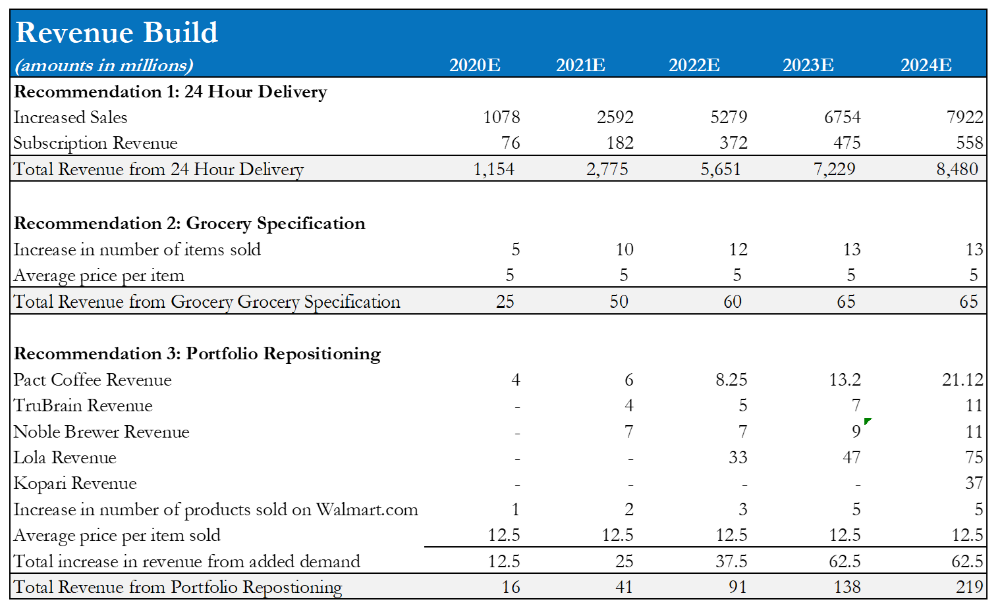 Revenue Build
(amounts in millions) 2020E 2021E 2022E 2023E 2024E
Recommendation 1: 24 Hour Delivery
Increased Sales 1078 2592 5279 6754 7922
Subscription Revenue 76 182 372 475 558
Total Revenue from 24 Hour Delivery 1,154 2,775 5,651 7,229 8,480
Recommendation 2: Grocery Specification
Increase in number of items sold 5 10 12 13 13
Average price per item 5 5 5 5 5
Total Revenue from Grocery Grocery Specification 25 50 60 65 65
Recommendation 3: Portfolio Repositioning
Pact Coffee Revenue 4 6 8.25 13.2 21.12
TruBrain Revenue - 4 5 7 11
Noble Brewer Revenue - 7 7 9 11
Lola Revenue - - 33 47 75
Kopari Revenue - - - - 37
Increase in number of products sold on Walmart.com 1 2 3 5 5
Average price per item sold 12.5 12.5 12.5 12.5 12.5
Total increase in revenue from added demand 12.5 25 37.5 62.5 62.5
Total Revenue from Portfolio Repostioning 16 41 91 138 219